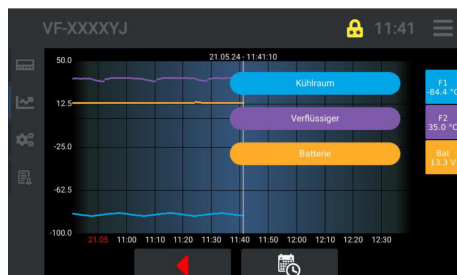 VF-XXXXYJ
11:41
21.05.24 - 11:41:10
50.0
12.5
-25.0
-62.5
-100.0
Kühlraum
Verflüssiger
Batterie
F1
-84.4 °C
F2
35.0 °C
Bat
13.3 V
21.05 11:00 11:10 11:20 11:30 11:40 11:50 12:00 12:10 12:20 12:30